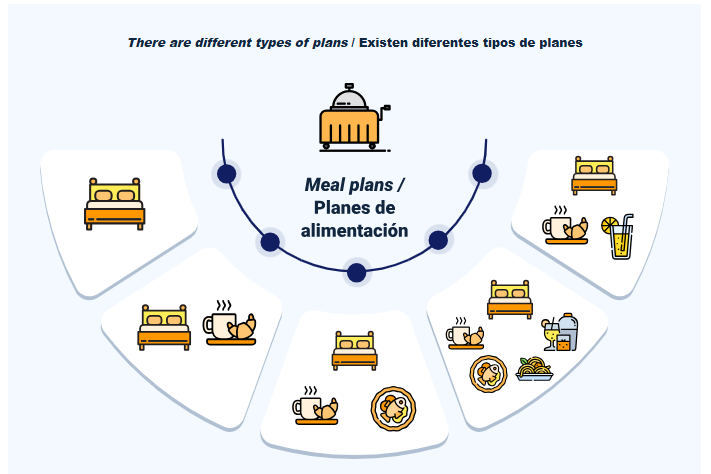 There are different types of plans / Existen diferentes tipos de planes
Meal plans /
Planes de
alimentación